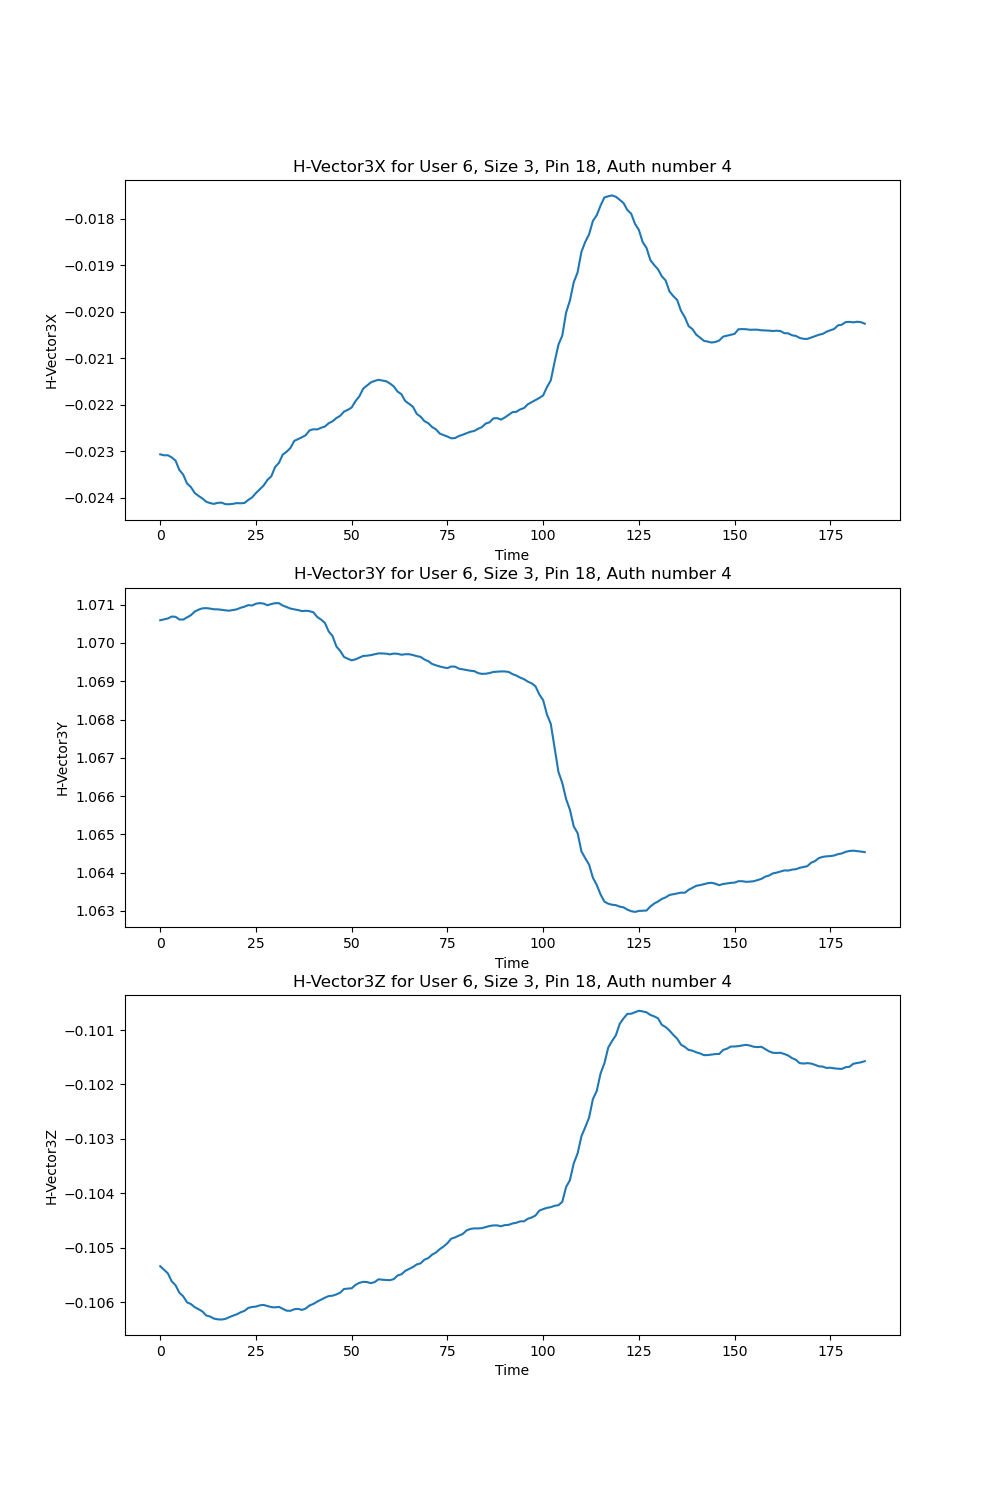 H-Vector3X for User 6, Size 3, Pin 18, Auth number 4
H-Vector3X
−0.018
−0.019
−0.020
−0.021
−0.022
−0.023
−0.024
0 25 50 75 100 125 150 175
Time
H-Vector3Y for User 6, Size 3, Pin 18, Auth number 4
H-Vector3Y
1.071
1.070
1.069
1.068
1.067
1.066
1.065
1.064
1.063
0 25 50 75 100 125 150 175
Time
H-Vector3Z for User 6, Size 3, Pin 18, Auth number 4
H-Vector3Z
−0.101
−0.102
−0.103
−0.104
−0.105
−0.106
0 25 50 75 100 125 150 175
Time